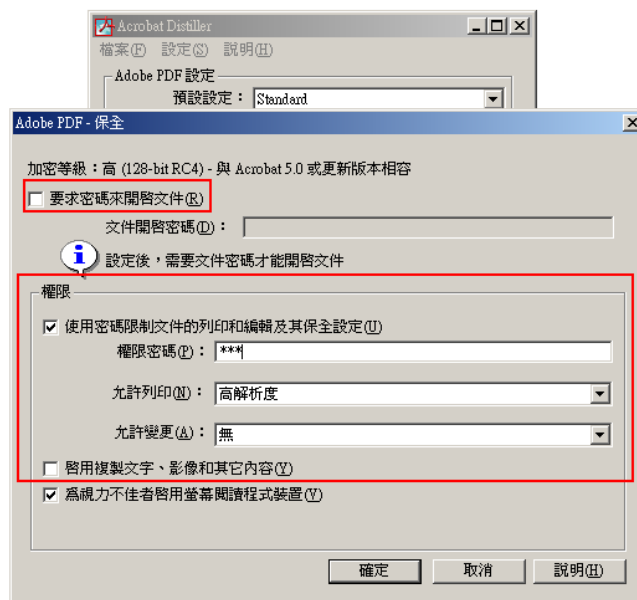 Acrobat Distiller
檔案(F) 設定(S) 說明(H)
Adobe PDF 設定
預設設定： Standard
Adobe PDF - 保全
加密等級：高 (128-bit RC4) - 與 Acrobat 5.0 或更新版本相容
要求密碼來開啓文件(R)
文件開啓密碼(D)：
設定後，需要文件密碼才能開啓文件
權限
使用密碼限制文件的列印和編輯及其保全設定(U)
權限密碼(P)： ***
允許列印(N)： 高解析度
允許變更(A)： 無
啓用複製文字、影像和其它內容(Y)
爲視力不佳者啓用螢幕閱讀程式裝置(V)
確定 取消 說明(H)